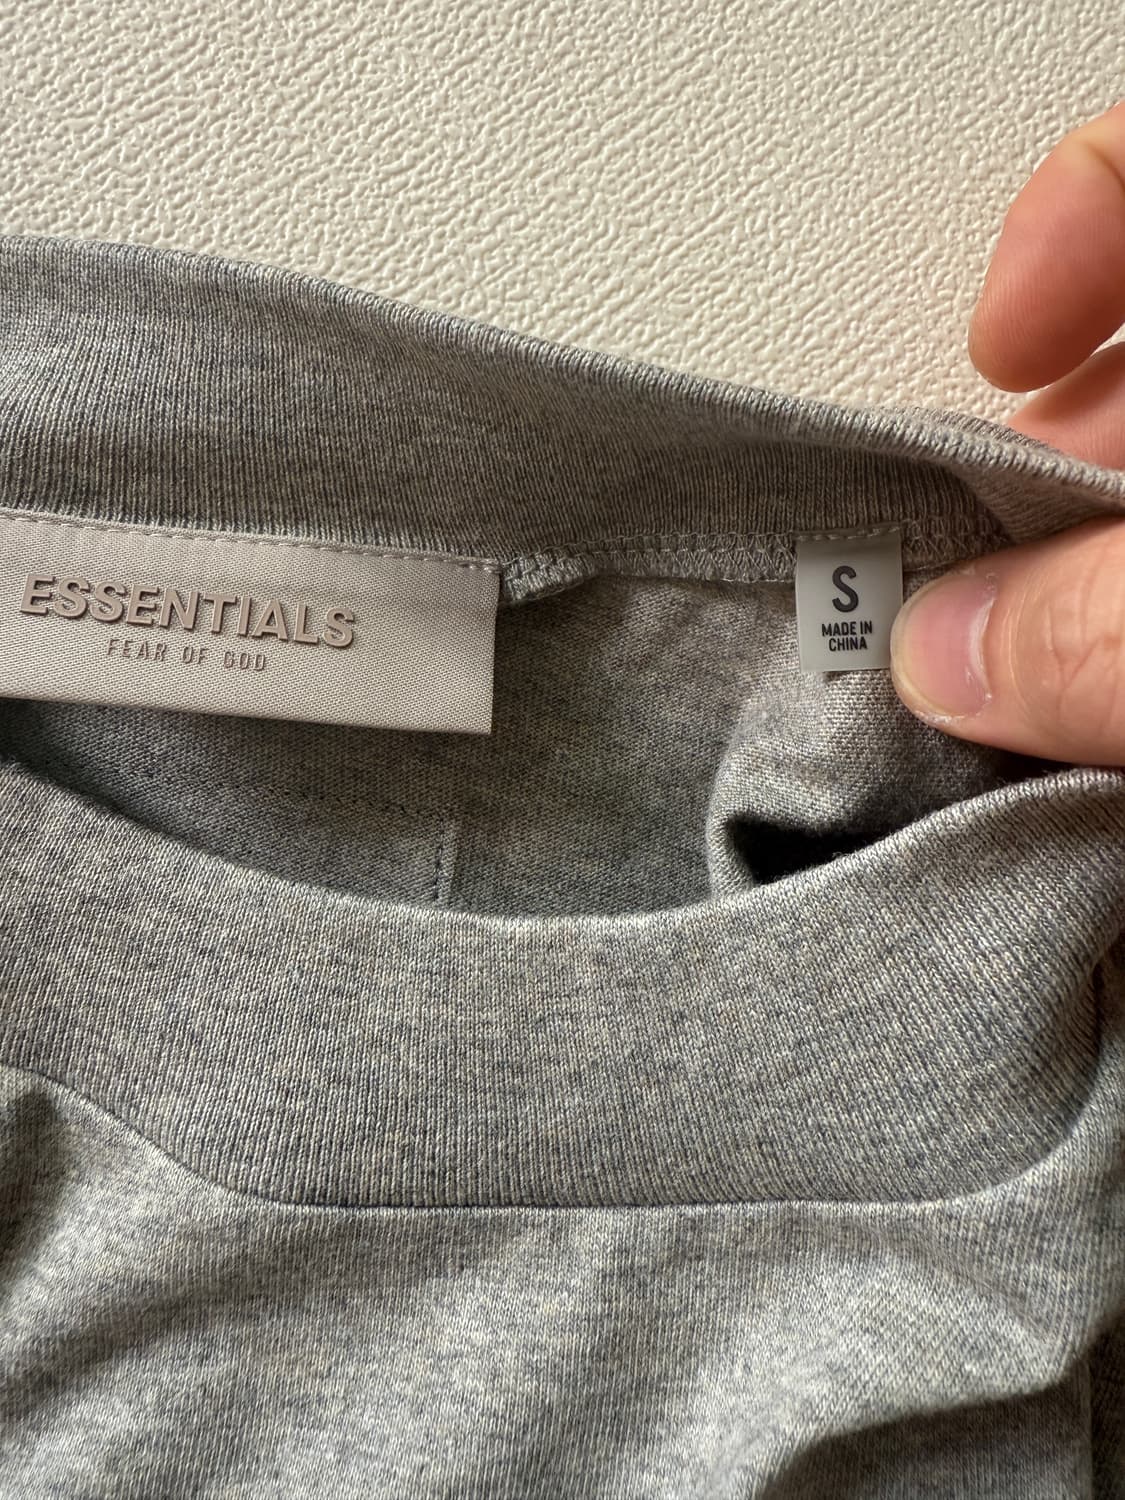 ESSENTIALS
FEAR OF GOD
S
MADE IN
CHINA